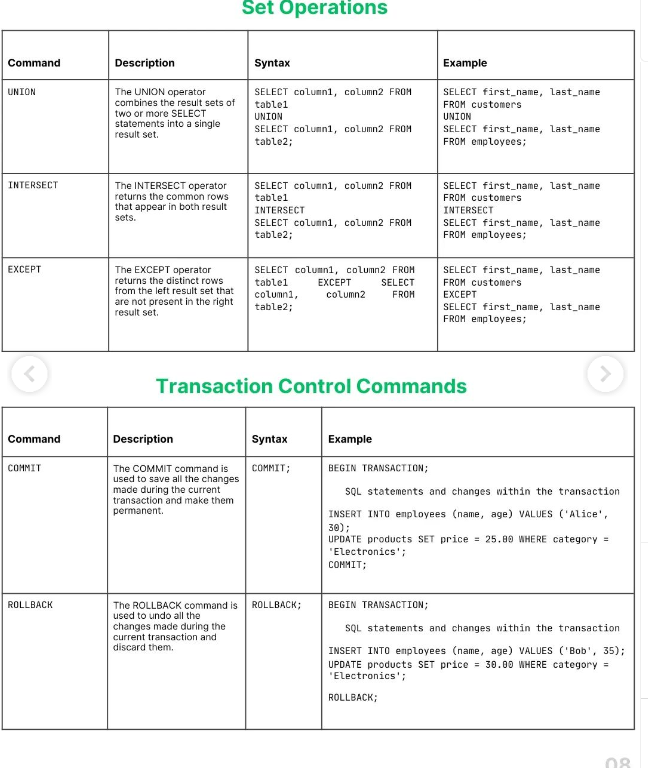 Set Operations
Command Description Syntax Example
UNION
The UNION operator
combines the result sets of
two or more SELECT
statements into a single
result set.
SELECT column1, column2 FROM
table1
UNION
SELECT column1, column2 FROM
table2;
SELECT first_name, last_name
FROM customers
UNION
SELECT first_name, last_name
FROM employees;
INTERSECT
The INTERSECT operator
returns the common rows
that appear in both result
sets.
SELECT column1, column2 FROM
table1
INTERSECT
SELECT column1, column2 FROM
table2;
SELECT first_name, last_name
FROM customers
INTERSECT
SELECT first_name, last_name
FROM employees;
EXCEPT
The EXCEPT operator
returns the distinct rows
from the left result set that
are not present in the right
result set.
SELECT column1, column2 FROM
table1 EXCEPT SELECT
column1, column2 FROM
table2;
SELECT first_name, last_name
FROM customers
EXCEPT
SELECT first_name, last_name
FROM employees;
Transaction Control Commands
Command Description Syntax Example
COMMIT
The COMMIT command is
used to save all the changes
made during the current
transaction and make them
permanent.
COMMIT;
BEGIN TRANSACTION;
SQL statements and changes within the transaction
INSERT INTO employees (name, age) VALUES ('Alice',
30);
UPDATE products SET price = 25.00 WHERE category =
'Electronics';
COMMIT;
ROLLBACK
The ROLLBACK command is
used to undo all the
changes made during the
current transaction and
discard them.
ROLLBACK;
BEGIN TRANSACTION;
SQL statements and changes within the transaction
INSERT INTO employees (name, age) VALUES ('Bob', 35);
UPDATE products SET price = 30.00 WHERE category =
'Electronics';
ROLLBACK;
08